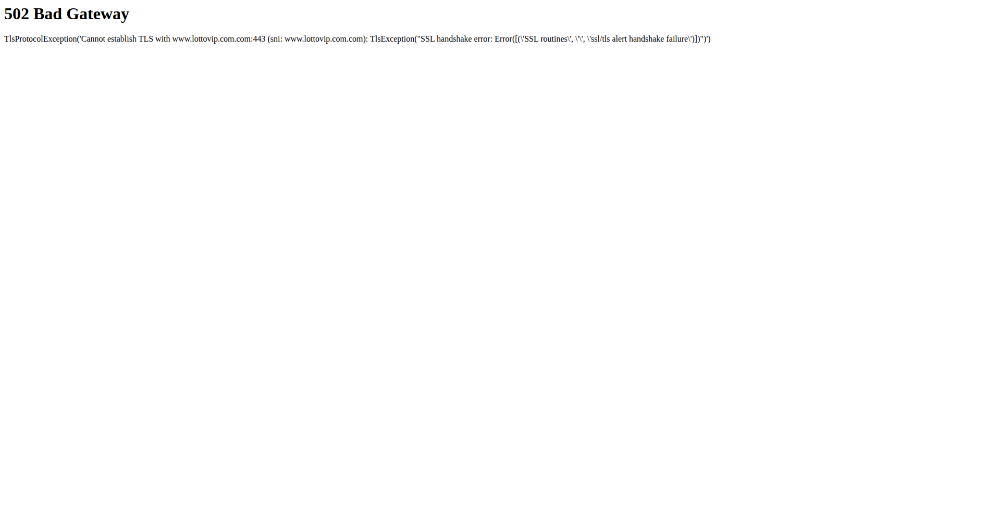 502 Bad Gateway
TlsProtocolException('Cannot establish TLS with www.lottovip.com.com:443 (sni: www.lottovip.com.com): TlsException("SSL handshake error: Error([(\'SSL routines\', \'\', \'ssl/tls alert handshake failure\')])")')